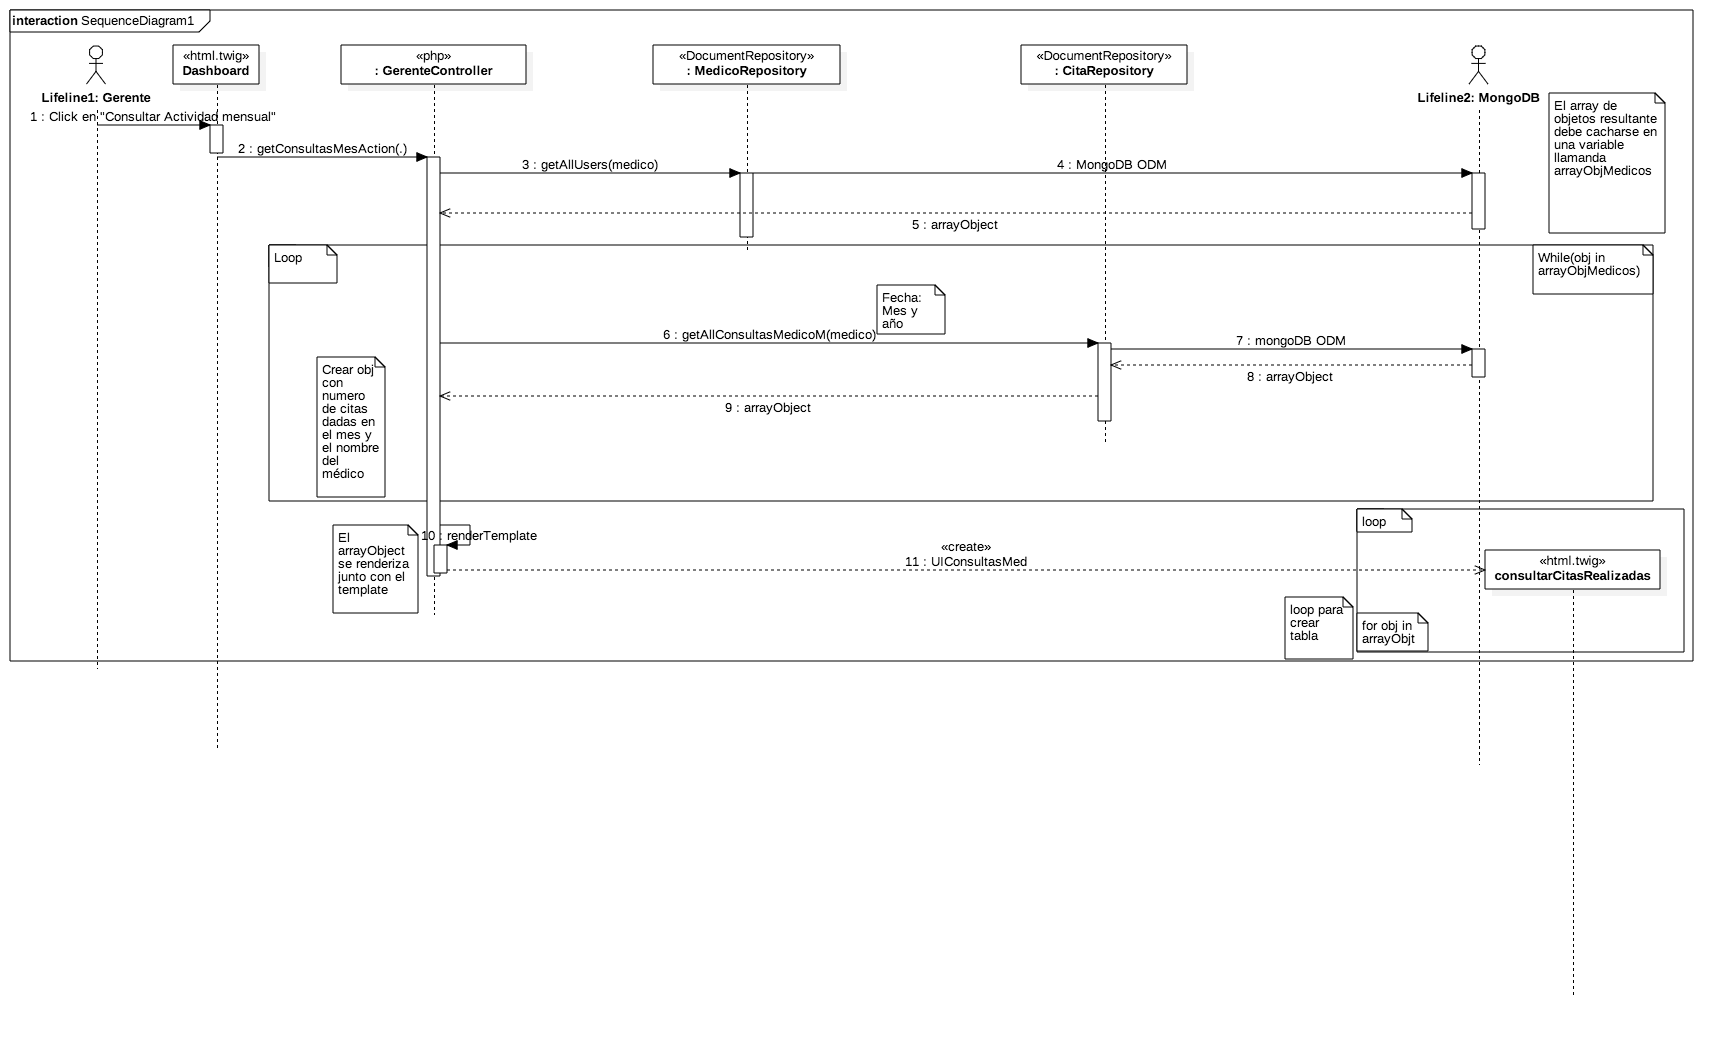 interaction SequenceDiagram1
«html.twig»
Dashboard
«php»
: GerenteController
«DocumentRepository»
: MedicoRepository
«DocumentRepository»
: CitaRepository
Lifeline1: Gerente
Lifeline2: MongoDB
El array de
objetos resultante
debe cacharse en
una variable
llamanda
arrayObjMedicos
1 : Click en "Consultar Actividad mensual"
2 : getConsultasMesAction(.)
3 : getAllUsers(medico)
4 : MongoDB ODM
5 : arrayObject
Loop
While(obj in
arrayObjMedicos)
Fecha:
Mes y
año
6 : getAllConsultasMedicoM(medico)
7 : mongoDB ODM
8 : arrayObject
9 : arrayObject
Crear obj
con
numero
de citas
dadas en
el mes y
el nombre
del
médico
10 : renderTemplate
El
arrayObject
se renderiza
junto con el
template
«create»
11 : UIConsultasMed
loop
«html.twig»
consultarCitasRealizadas
loop para
crear
tabla
for obj in
arrayObjt